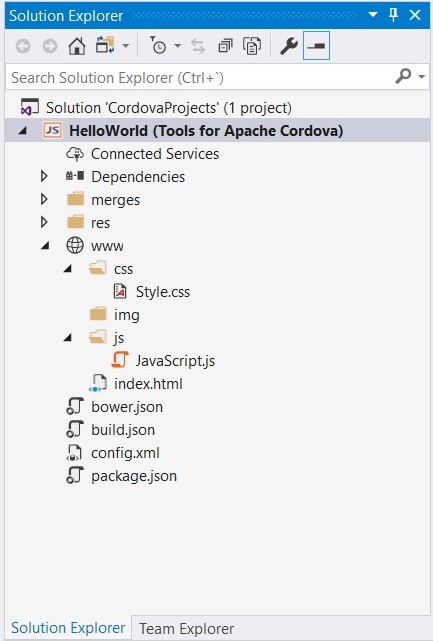 Solution Explorer
Search Solution Explorer (Ctrl+`)
Solution 'CordovaProjects' (1 project)
JS HelloWorld (Tools for Apache Cordova)
Connected Services
Dependencies
merges
res
www
css
Style.css
img
js
JavaScript.js
index.html
bower.json
build.json
config.xml
package.json
Solution Explorer Team Explorer